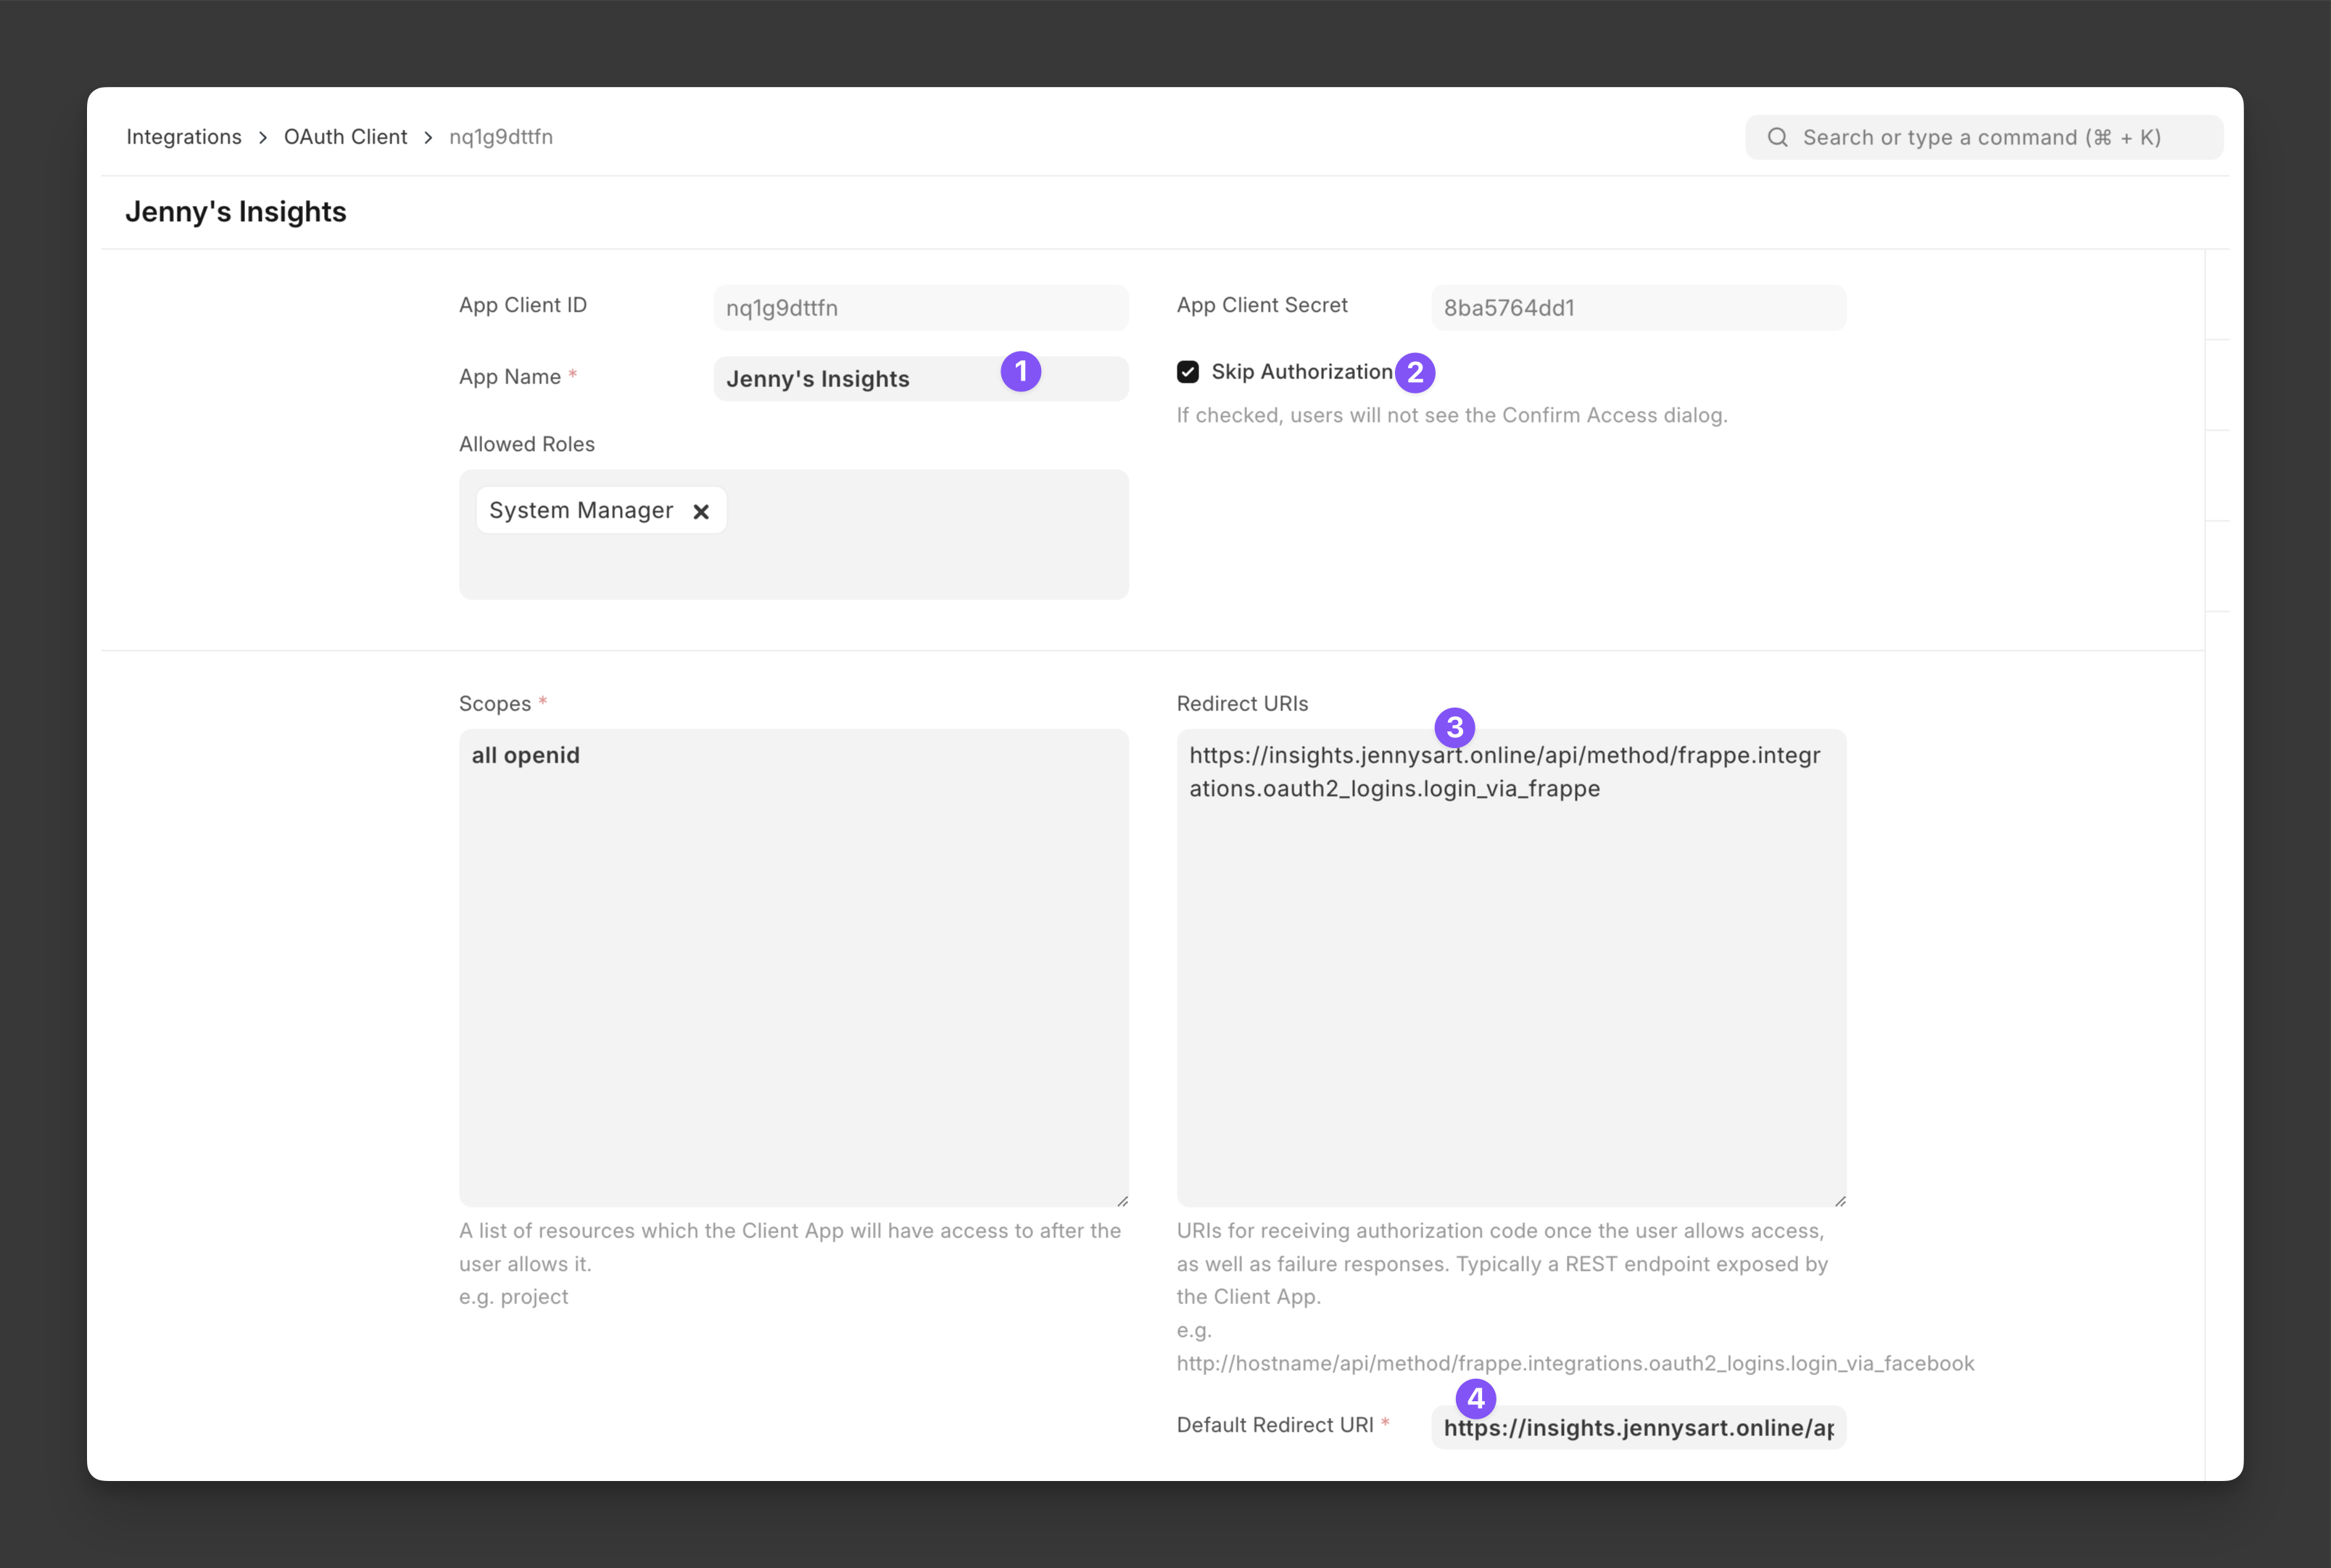 Integrations > OAuth Client > nq1g9dttfn
Search or type a command (⌘ + K)
Jenny's Insights
App Client ID
nq1g9dttfn
App Client Secret
8ba5764dd1
App Name *
Jenny's Insights
1
Skip Authorization
2
If checked, users will not see the Confirm Access dialog.
Allowed Roles
System Manager
Scopes *
all openid
A list of resources which the Client App will have access to after the
user allows it.
e.g. project
Redirect URIs
3
https://insights.jennysart.online/api/method/frappe.integr
ations.oauth2_logins.login_via_frappe
URIs for receiving authorization code once the user allows access,
as well as failure responses. Typically a REST endpoint exposed by
the Client App.
e.g.
http://hostname/api/method/frappe.integrations.oauth2_logins.login_via_facebook
4
Default Redirect URI *
https://insights.jennysart.online/ap